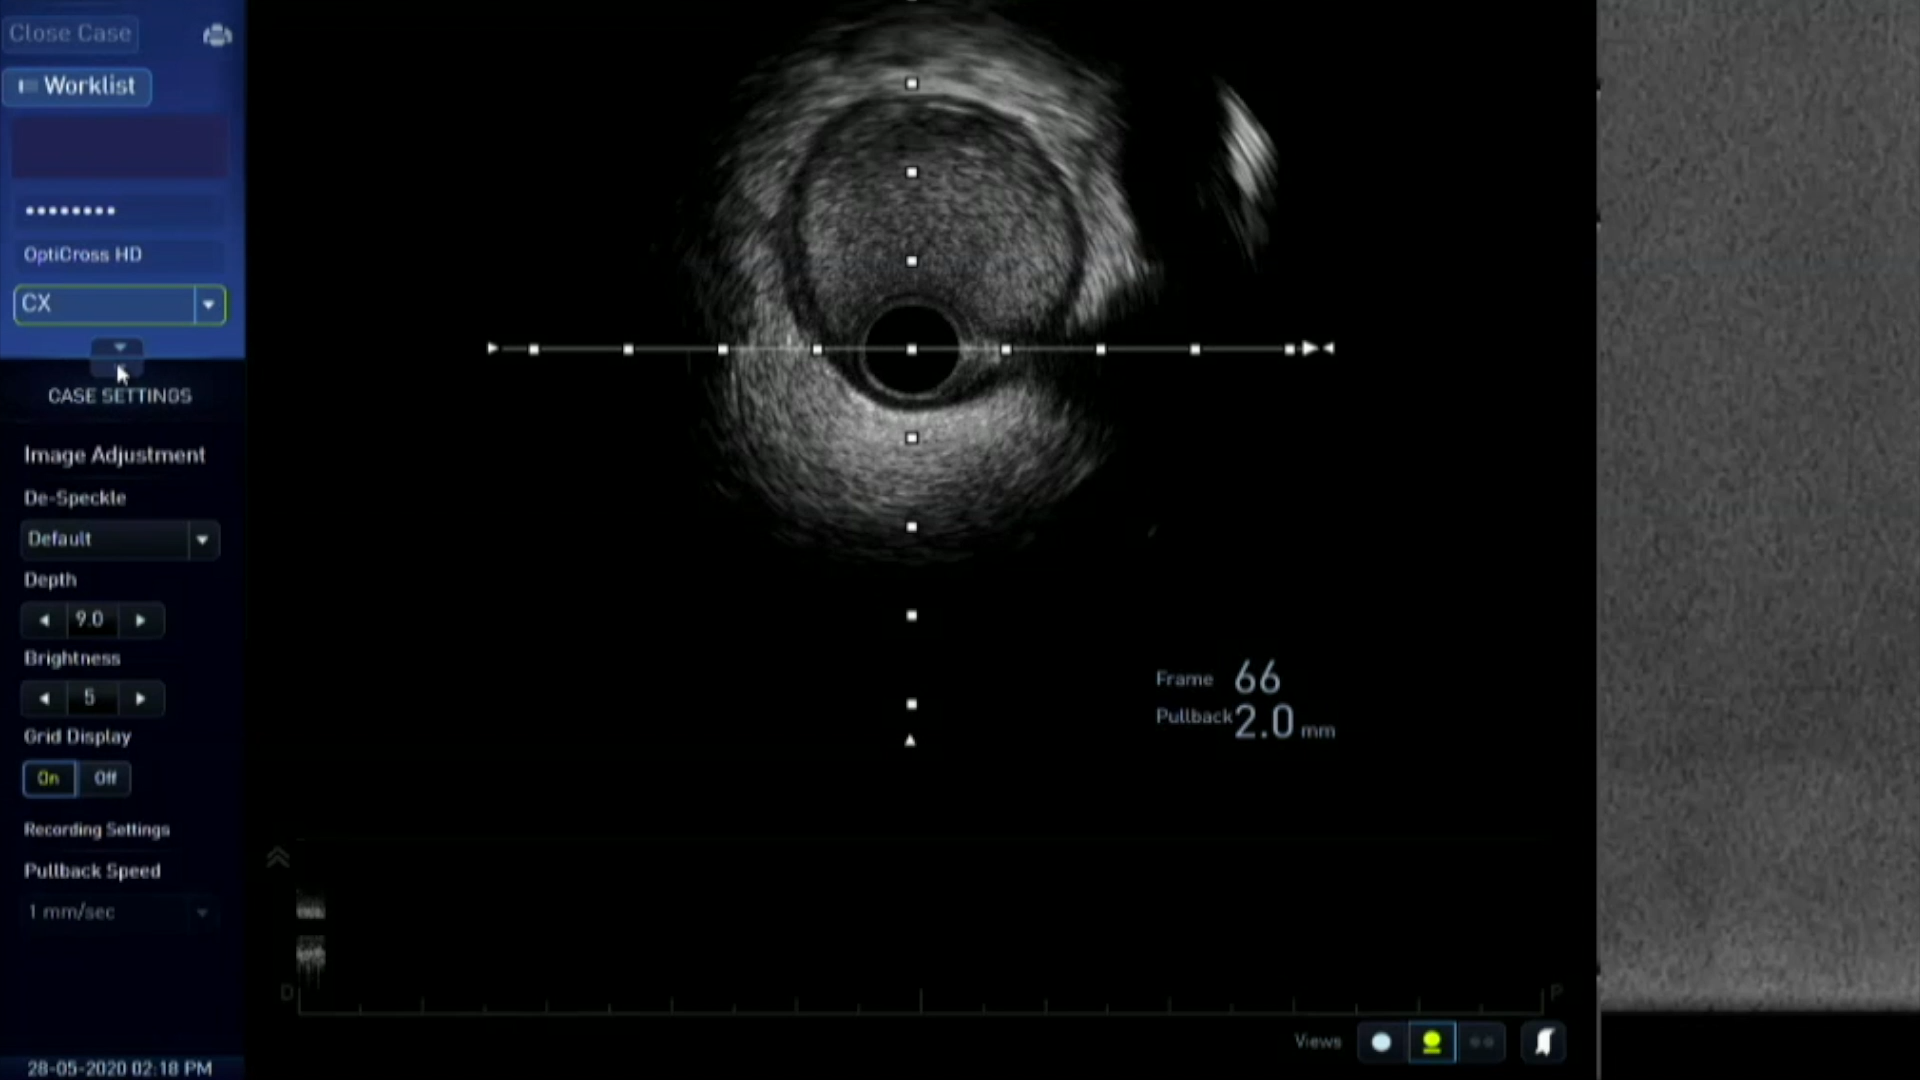 Close Case
Worklist
••••••••
OptiCross HD
CX
CASE SETTINGS
Image Adjustment
De-Speckle
Default
Depth
9.0
Brightness
5
Grid Display
On Off
Recording Settings
Pullback Speed
1 mm/sec
28-05-2020 02:18 PM
Frame 66
Pullback 2.0 mm
D P
Views